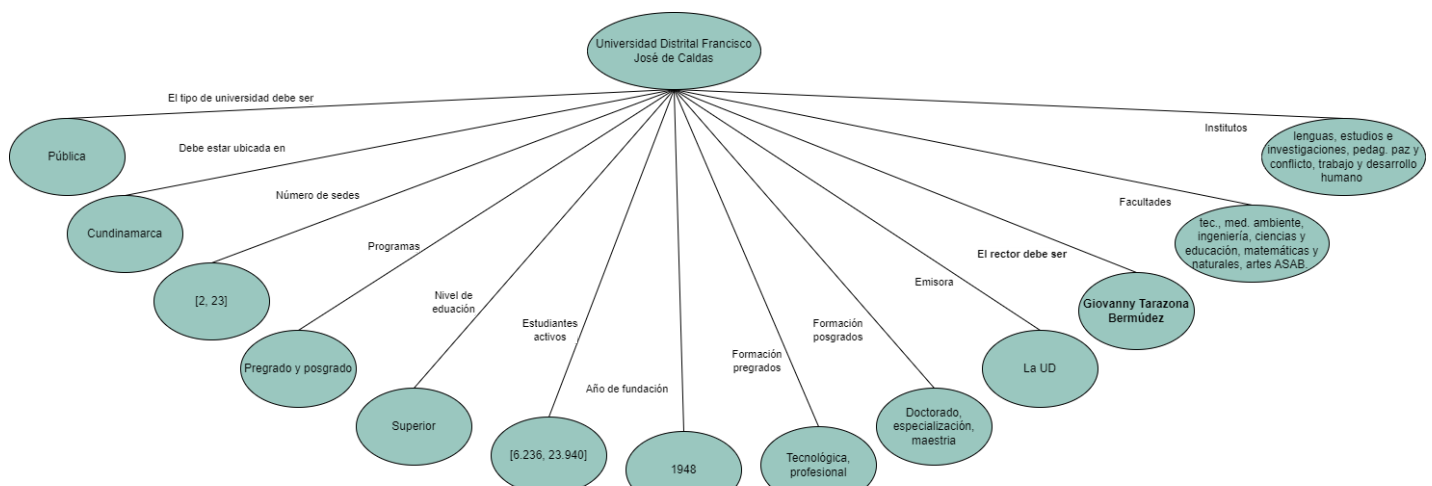 Universidad Distrital Francisco
Josè de Caldas
El tipo de universidad debe ser
Pública
Debe estar ubicada en
Cundinamarca
Número de sedes
[2, 23]
Programas
Pregrado y posgrado
Nivel de
eduación
Superior
Estudiantes
activos
[6.236, 23.940]
Año de fundación
1948
Formación
pregrados
Tecnológica,
profesional
Formación
posgrados
Doctorado,
especialización,
maestria
Emisora
La UD
El rector debe ser
Giovanny Tarazona
Bermúdez
Facultades
tec., med. ambiente,
ingeniería, ciencias y
educación, matemáticas y
naturales, artes ASAB.
Institutos
lenguas, estudios e
investigaciones, pedag. paz y
conflicto, trabajo y desarrollo
humano